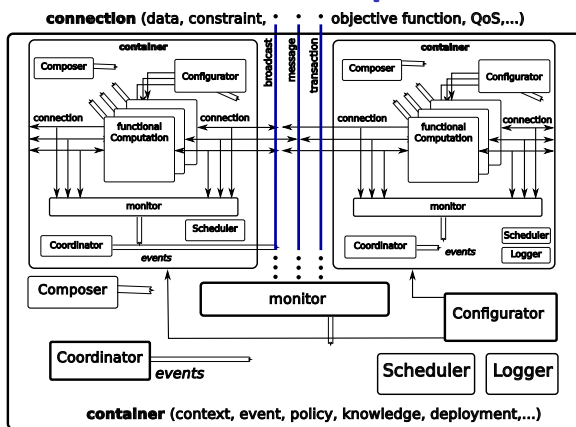 connection (data, constraint, objective function, QoS,...)
broadcast
message
transaction
container
Composer
Configurator
connection
functional
Computation
connection
monitor
Scheduler
Coordinator
events
container
Composer
Configurator
connection
functional
Computation
connection
monitor
Scheduler
Coordinator
Logger
events
Composer
monitor
Configurator
Coordinator
events
Scheduler
Logger
container (context, event, policy, knowledge, deployment,...)